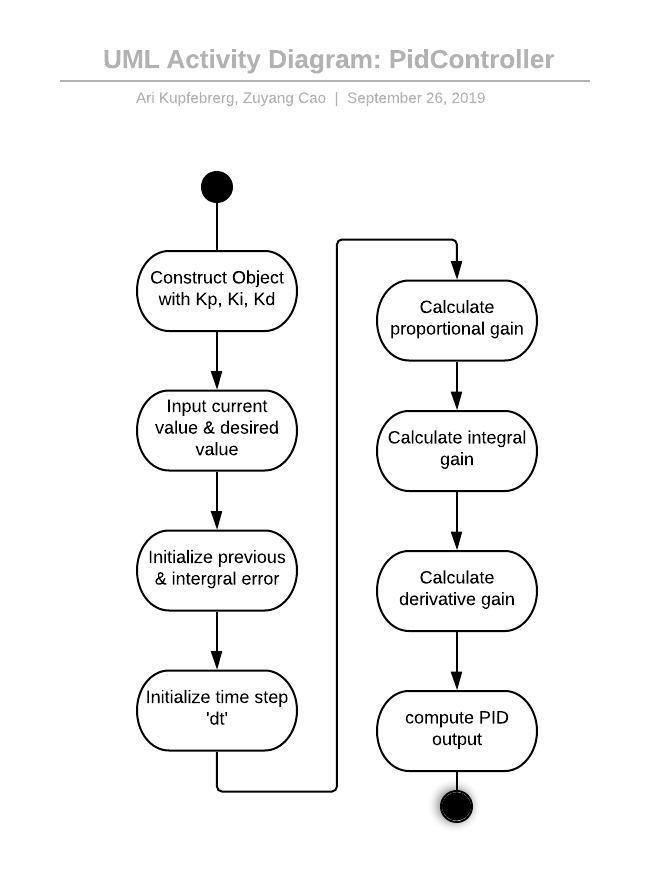 UML Activity Diagram: PidController
Ari Kupfebrerg, Zuyang Cao | September 26, 2019
Construct Object
with Kp, Ki, Kd
Input current
value & desired
value
Initialize previous
& intergral error
Initialize time step
'dt'
Calculate
proportional gain
Calculate integral
gain
Calculate
derivative gain
compute PID
output